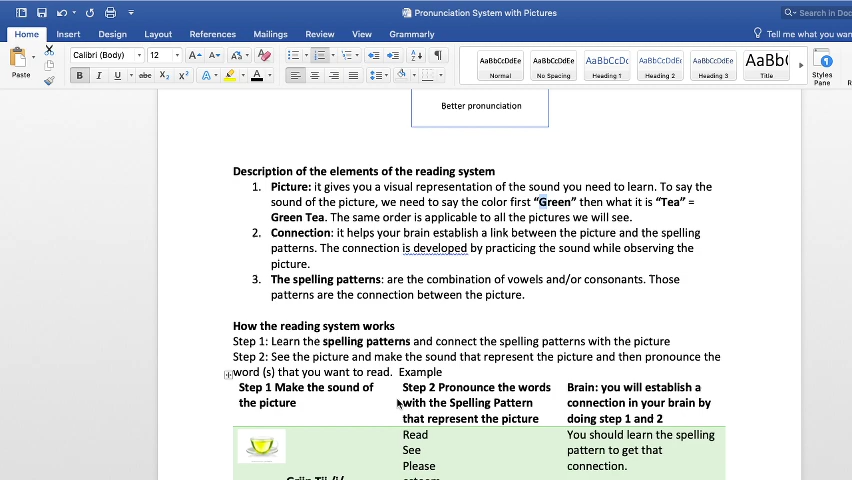 Pronunciation System with Pictures
Search in Doc
Home Insert Draw Design Layout References Mailings Review View Grammarly Tell me what you wan
Paste Calibri (Body) 12 AaBbCcDdEe AaBbCcDdEe AaBbCcDc AaBbCcDdEe AaBbCcDdEe AaBb(
B I U abc X₂ X² A A Normal No Spacing Heading 1 Heading 2 Heading 3 Title Styles Pane
Better pronunciation
Description of the elements of the reading system
1. Picture: it gives you a visual representation of the sound you need to learn. To say the
sound of the picture, we need to say the color first “Green” then what it is “Tea” =
Green Tea. The same order is applicable to all the pictures we will see.
2. Connection: it helps your brain establish a link between the picture and the spelling
patterns. The connection is developed by practicing the sound while observing the
picture.
3. The spelling patterns: are the combination of vowels and/or consonants. Those
patterns are the connection between the picture.
How the reading system works
Step 1: Learn the spelling patterns and connect the spelling patterns with the picture
Step 2: See the picture and make the sound that represent the picture and then pronounce the
word (s) that you want to read. Example
Step 1 Make the sound of
the picture
Step 2 Pronounce the words
with the Spelling Pattern
that represent the picture
Brain: you will establish a
connection in your brain by
doing step 1 and 2
Read
See
Please
You should learn the spelling
pattern to get that
connection.